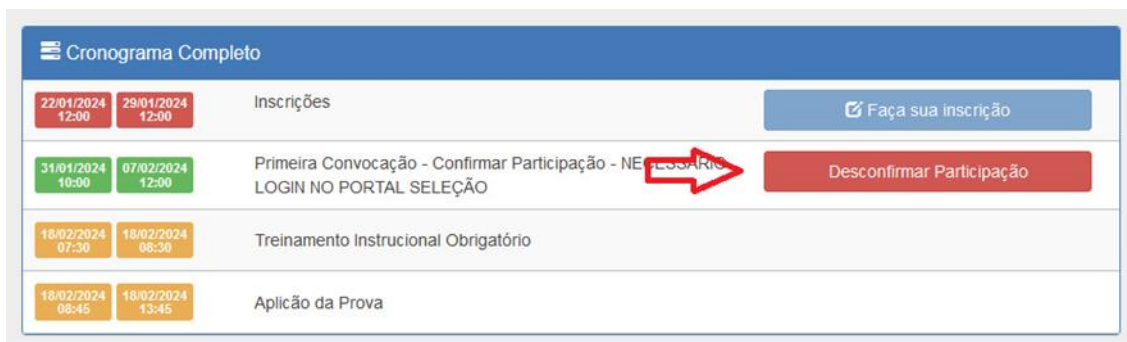 Cronograma Completo
22/01/2024 12:00 29/01/2024 12:00 Inscrições Faça sua inscrição
31/01/2024 10:00 07/02/2024 12:00 Primeira Convocação - Confirmar Participação - NECESSÁRIO
LOGIN NO PORTAL SELEÇÃO
Desconfirmar Participação
18/02/2024 07:30 18/02/2024 08:30 Treinamento Instrucional Obrigatório
18/02/2024 08:45 18/02/2024 13:45 Aplicão da Prova